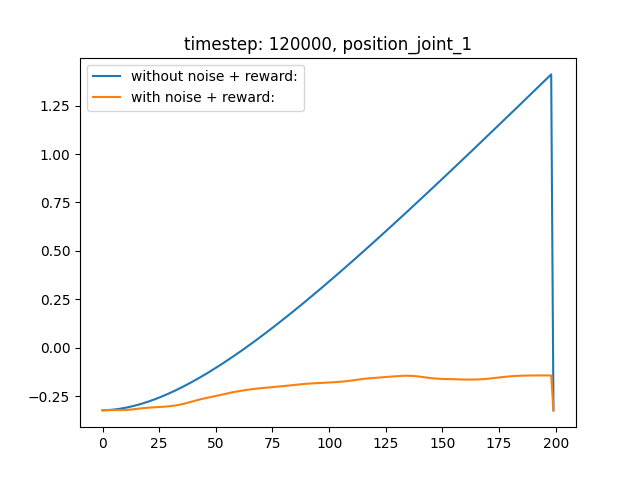 timestep: 120000, position_joint_1
without noise + reward:
with noise + reward:
1.25
1.00
0.75
0.50
0.25
0.00
−0.25
0 25 50 75 100 125 150 175 200